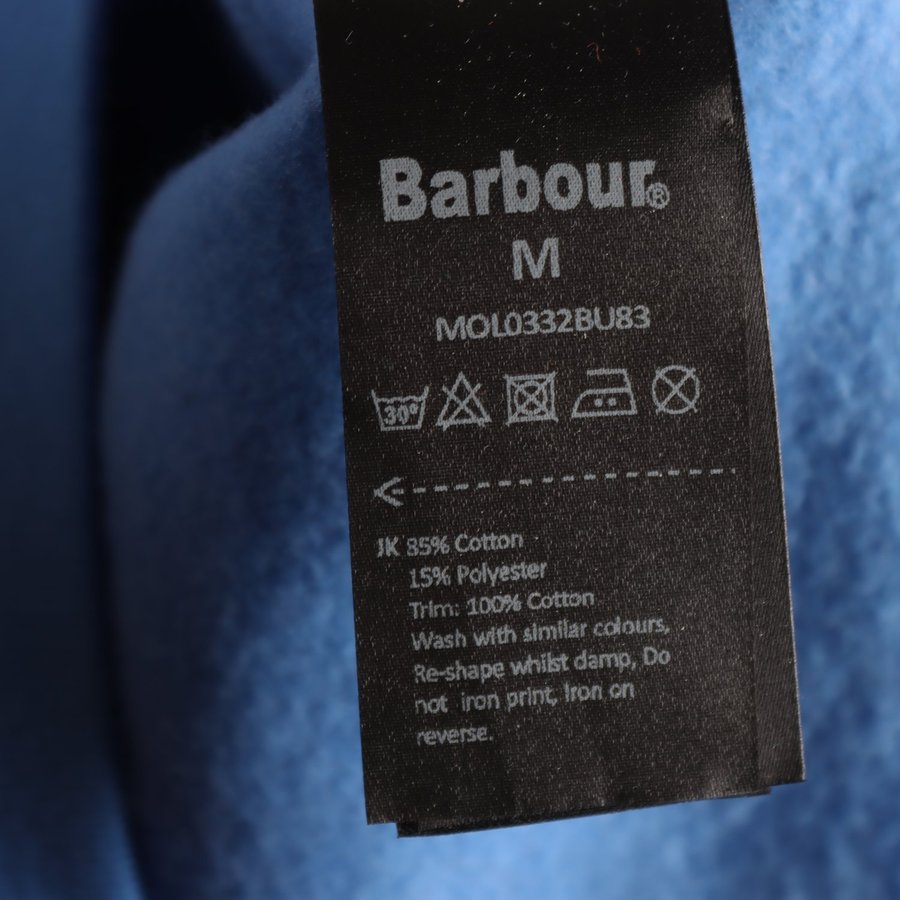 Barbour®
M
MOL0332BU83
30°
JK 85% Cotton
15% Polyester
Trim: 100% Cotton
Wash with similar colours,
Re-shape whilst damp, Do
not iron print, Iron on
reverse.